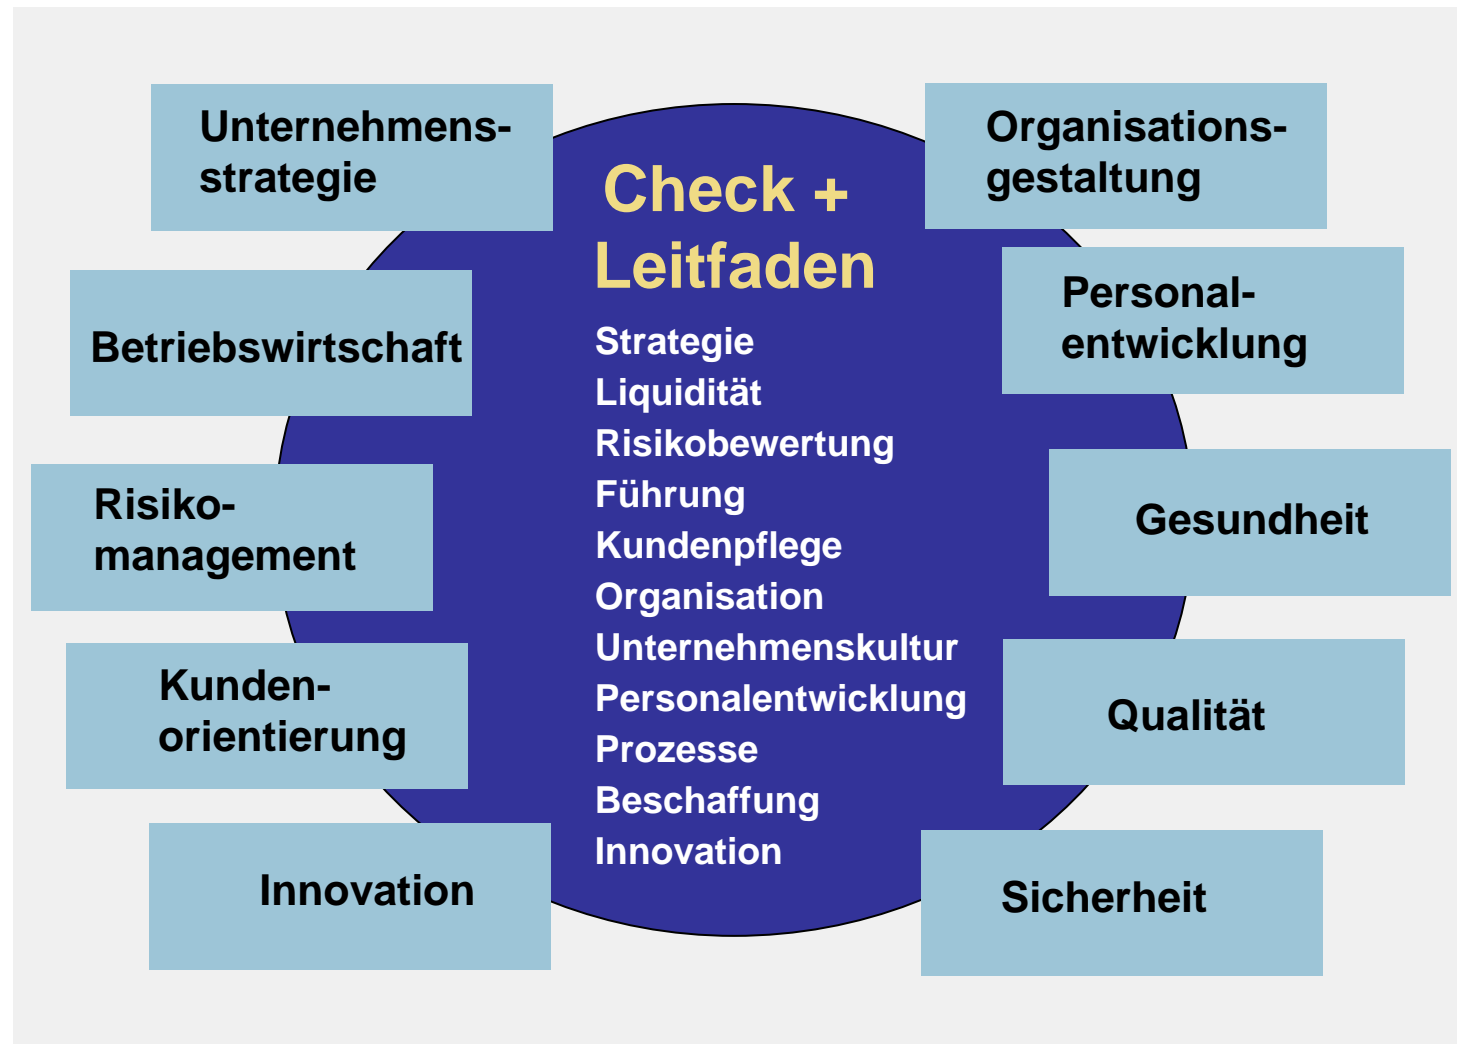 Unternehmens-
strategie
Betriebswirtschaft
Risiko-
management
Kunden-
orientierung
Innovation
Check +
Leitfaden
Strategie
Liquidität
Risikobewertung
Führung
Kundenpflege
Organisation
Unternehmenskultur
Personalentwicklung
Prozesse
Beschaffung
Innovation
Organisations-
gestaltung
Personal-
entwicklung
Gesundheit
Qualität
Sicherheit